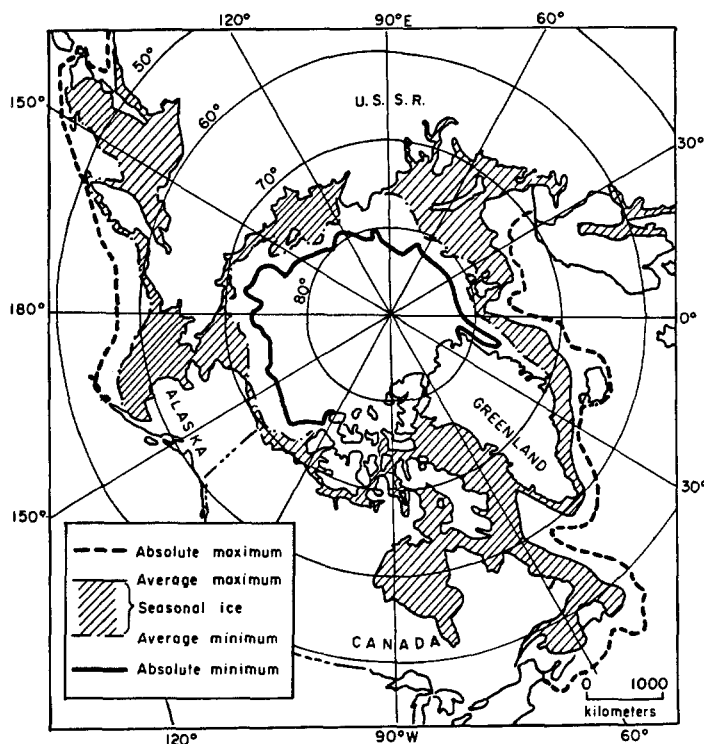 120°
90°E
60°
150°
50°
60°
70°
80°
U.S.S.R.
30°
180°
0°
ALASKA
GREENLAND
150°
30°
CANADA
Absolute maximum
Average maximum
Seasonal ice
Average minimum
Absolute minimum
0 1000
kilometers
120°
90°W
60°